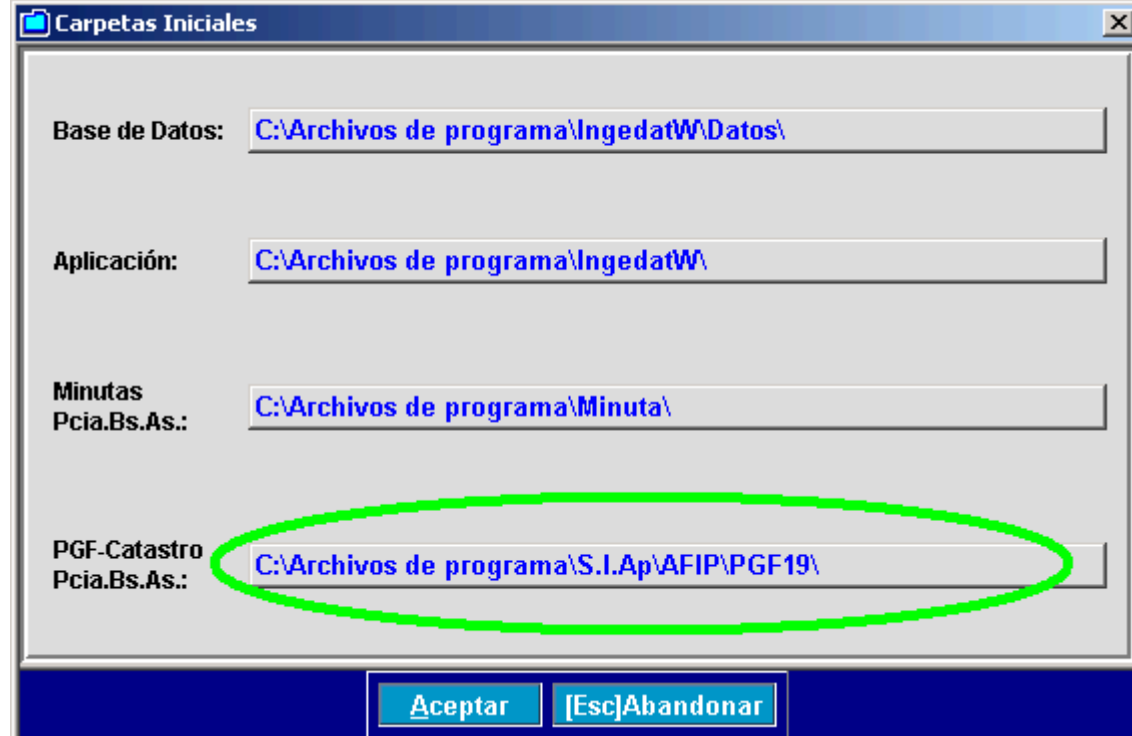 Carpetas Iniciales
Base de Datos: C:\Archivos de programa\IngedatW\Datos\
Aplicación: C:\Archivos de programa\IngedatW\
Minutas
Pcia.Bs.As.: C:\Archivos de programa\Minuta\
PGF-Catastro
Pcia.Bs.As.: C:\Archivos de programa\S.I.Ap\AFIP\PGF19\
Aceptar [Esc]Abandonar